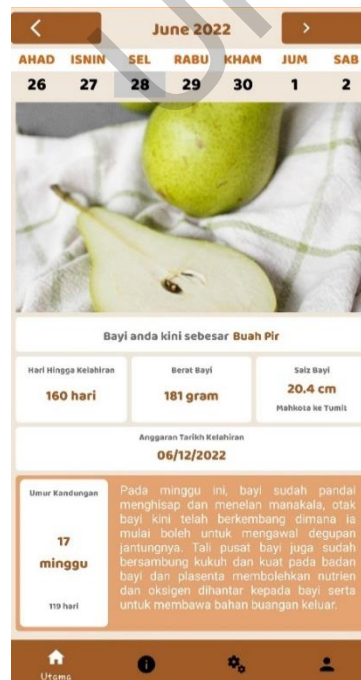 June 2022
AHAD ISNIN SEL RABU KHAM JUM SAB
26 27 28 29 30 1 2
Bayi anda kini sebesar Buah Pir
Hari Hingga Kelahiran
160 hari
Berat Bayi
181 gram
Saiz Bayi
20.4 cm
Mahkota ke Tumit
Anggaran Tarikh Kelahiran
06/12/2022
Umur Kandungan
17
minggu
119 hari
Pada minggu ini, bayi sudah pandai
menghisap dan menelan manakala, otak
bayi kini telah berkembang dimana ia
mulai boleh untuk mengawal degupan
jantungnya. Tali pusat bayi juga sudah
bersambung kukuh dan kuat pada badan
bayi dan plasenta membolehkan nutrien
dan oksigen dihantar kepada bayi serta
untuk membawa bahan buangan keluar.
Utama